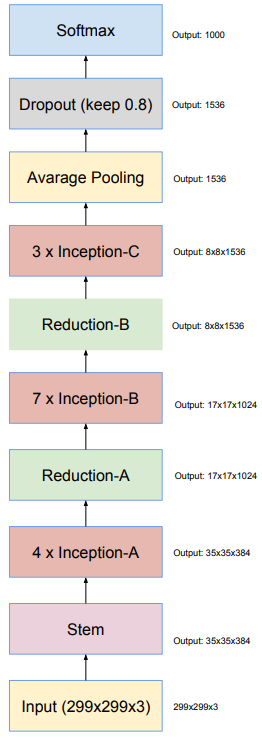 Softmax
Output: 1000
Dropout (keep 0.8)
Output: 1536
Avarage Pooling
Output: 1536
3 x Inception-C
Output: 8x8x1536
Reduction-B
Output: 8x8x1536
7 x Inception-B
Output: 17x17x1024
Reduction-A
Output: 17x17x1024
4 x Inception-A
Output: 35x35x384
Stem
Output: 35x35x384
Input (299x299x3)
299x299x3